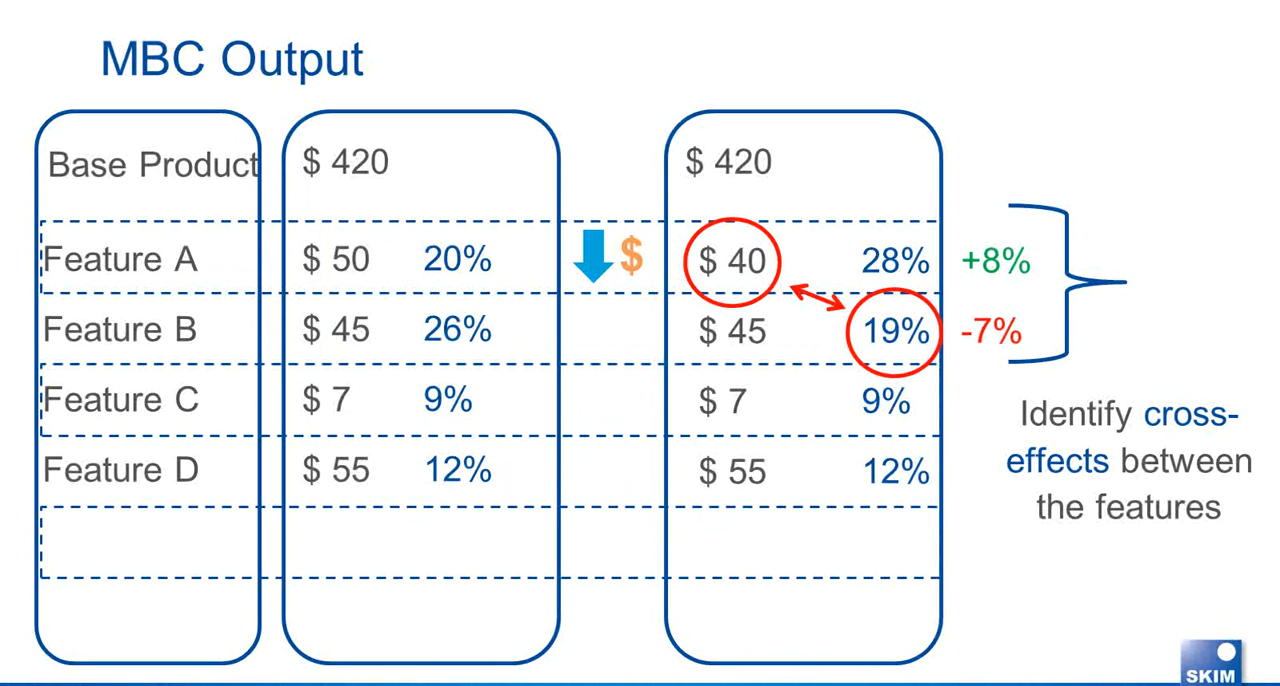 MBC Output
Base Product $ 420 $ 420
Feature A $ 50 20% $ $ 40 28% +8%
Feature B $ 45 26% $ 45 19% -7%
Feature C $ 7 9% $ 7 9%
Feature D $ 55 12% $ 55 12%
Identify cross-
effects between
the features
SKIM